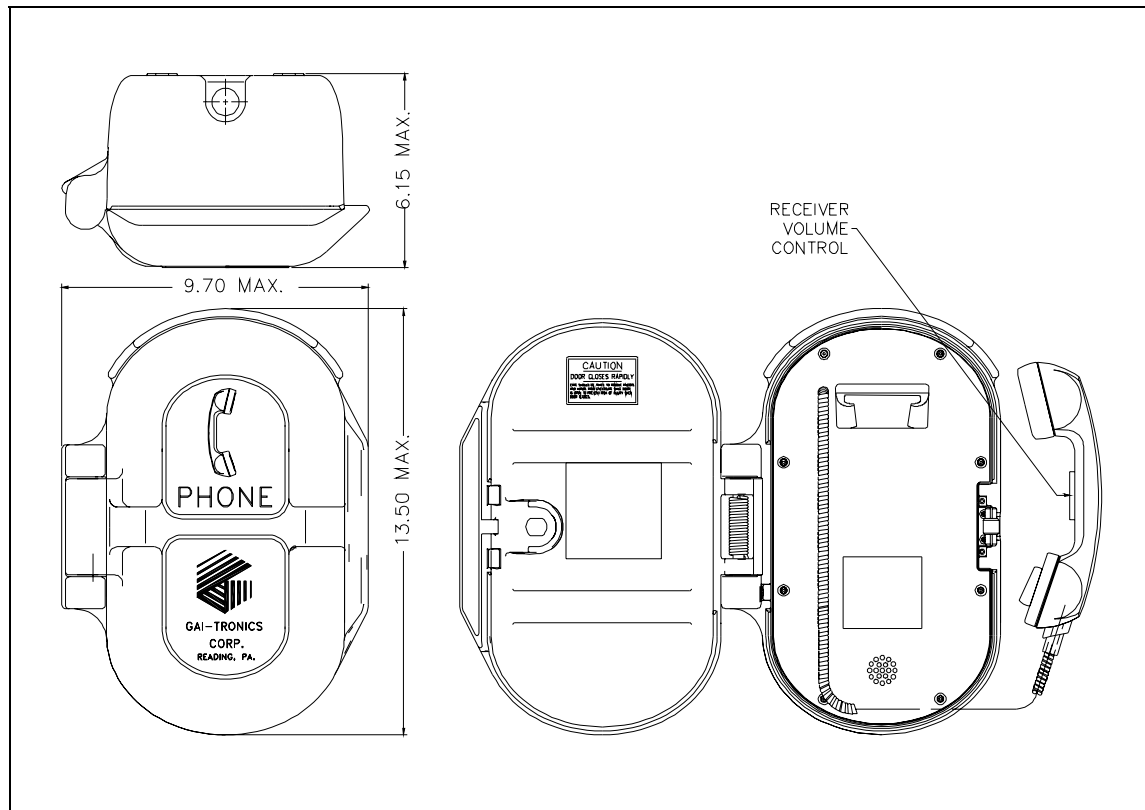 6.15 MAX.
9.70 MAX.
13.50 MAX.
PHONE
GAI-TRONICS
CORP.
READING, PA.
CAUTION
DOOR CLOSES RAPIDLY
RECEIVER
VOLUME
CONTROL